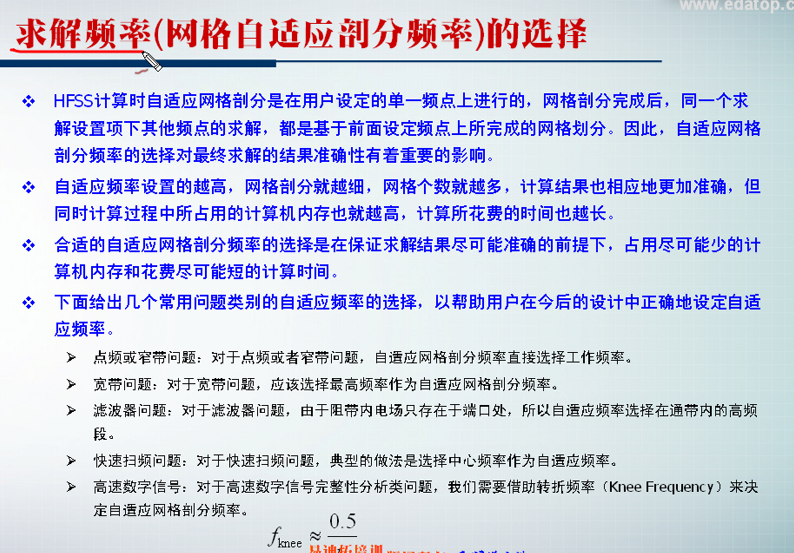 www.edatop.c
求解频率(网格自适应剖分频率)的选择
HFSS计算时自适应网格剖分是在用户设定的单一频点上进行的，网格剖分完成后，同一个求
解设置项下其他频点的求解，都是基于前面设定频点上所完成的网格划分。因此，自适应网格
剖分频率的选择对最终求解的结果准确性有着重要的影响。
自适应频率设置的越高，网格剖分就越细，网格个数就越多，计算结果也相应地更加准确，但
同时计算过程中所占用的计算机内存也就越高，计算所花费的时间也越长。
合适的自适应网格剖分频率的选择是在保证求解结果尽可能准确的前提下，占用尽可能少的计
算机内存和花费尽可能短的计算时间。
下面给出几个常用问题类别的自适应频率的选择，以帮助用户在今后的设计中正确地设定自适
应频率。
点频或窄带问题：对于点频或者窄带问题，自适应网格剖分频率直接选择工作频率。
宽带问题：对于宽带问题，应该选择最高频率作为自适应网格剖分频率。
滤波器问题：对于滤波器问题，由于阻带内电场只存在于端口处，所以自适应频率选择在通带内的高频
段。
快速扫频问题：对于快速扫频问题，典型的做法是选择中心频率作为自适应频率。
高速数字信号：对于高速数字信号完整性分析类问题，我们需要借助转折频率（Knee Frequency）来决
定自适应网格剖分频率。
f knee ≈ 0.5
易迪拓培训